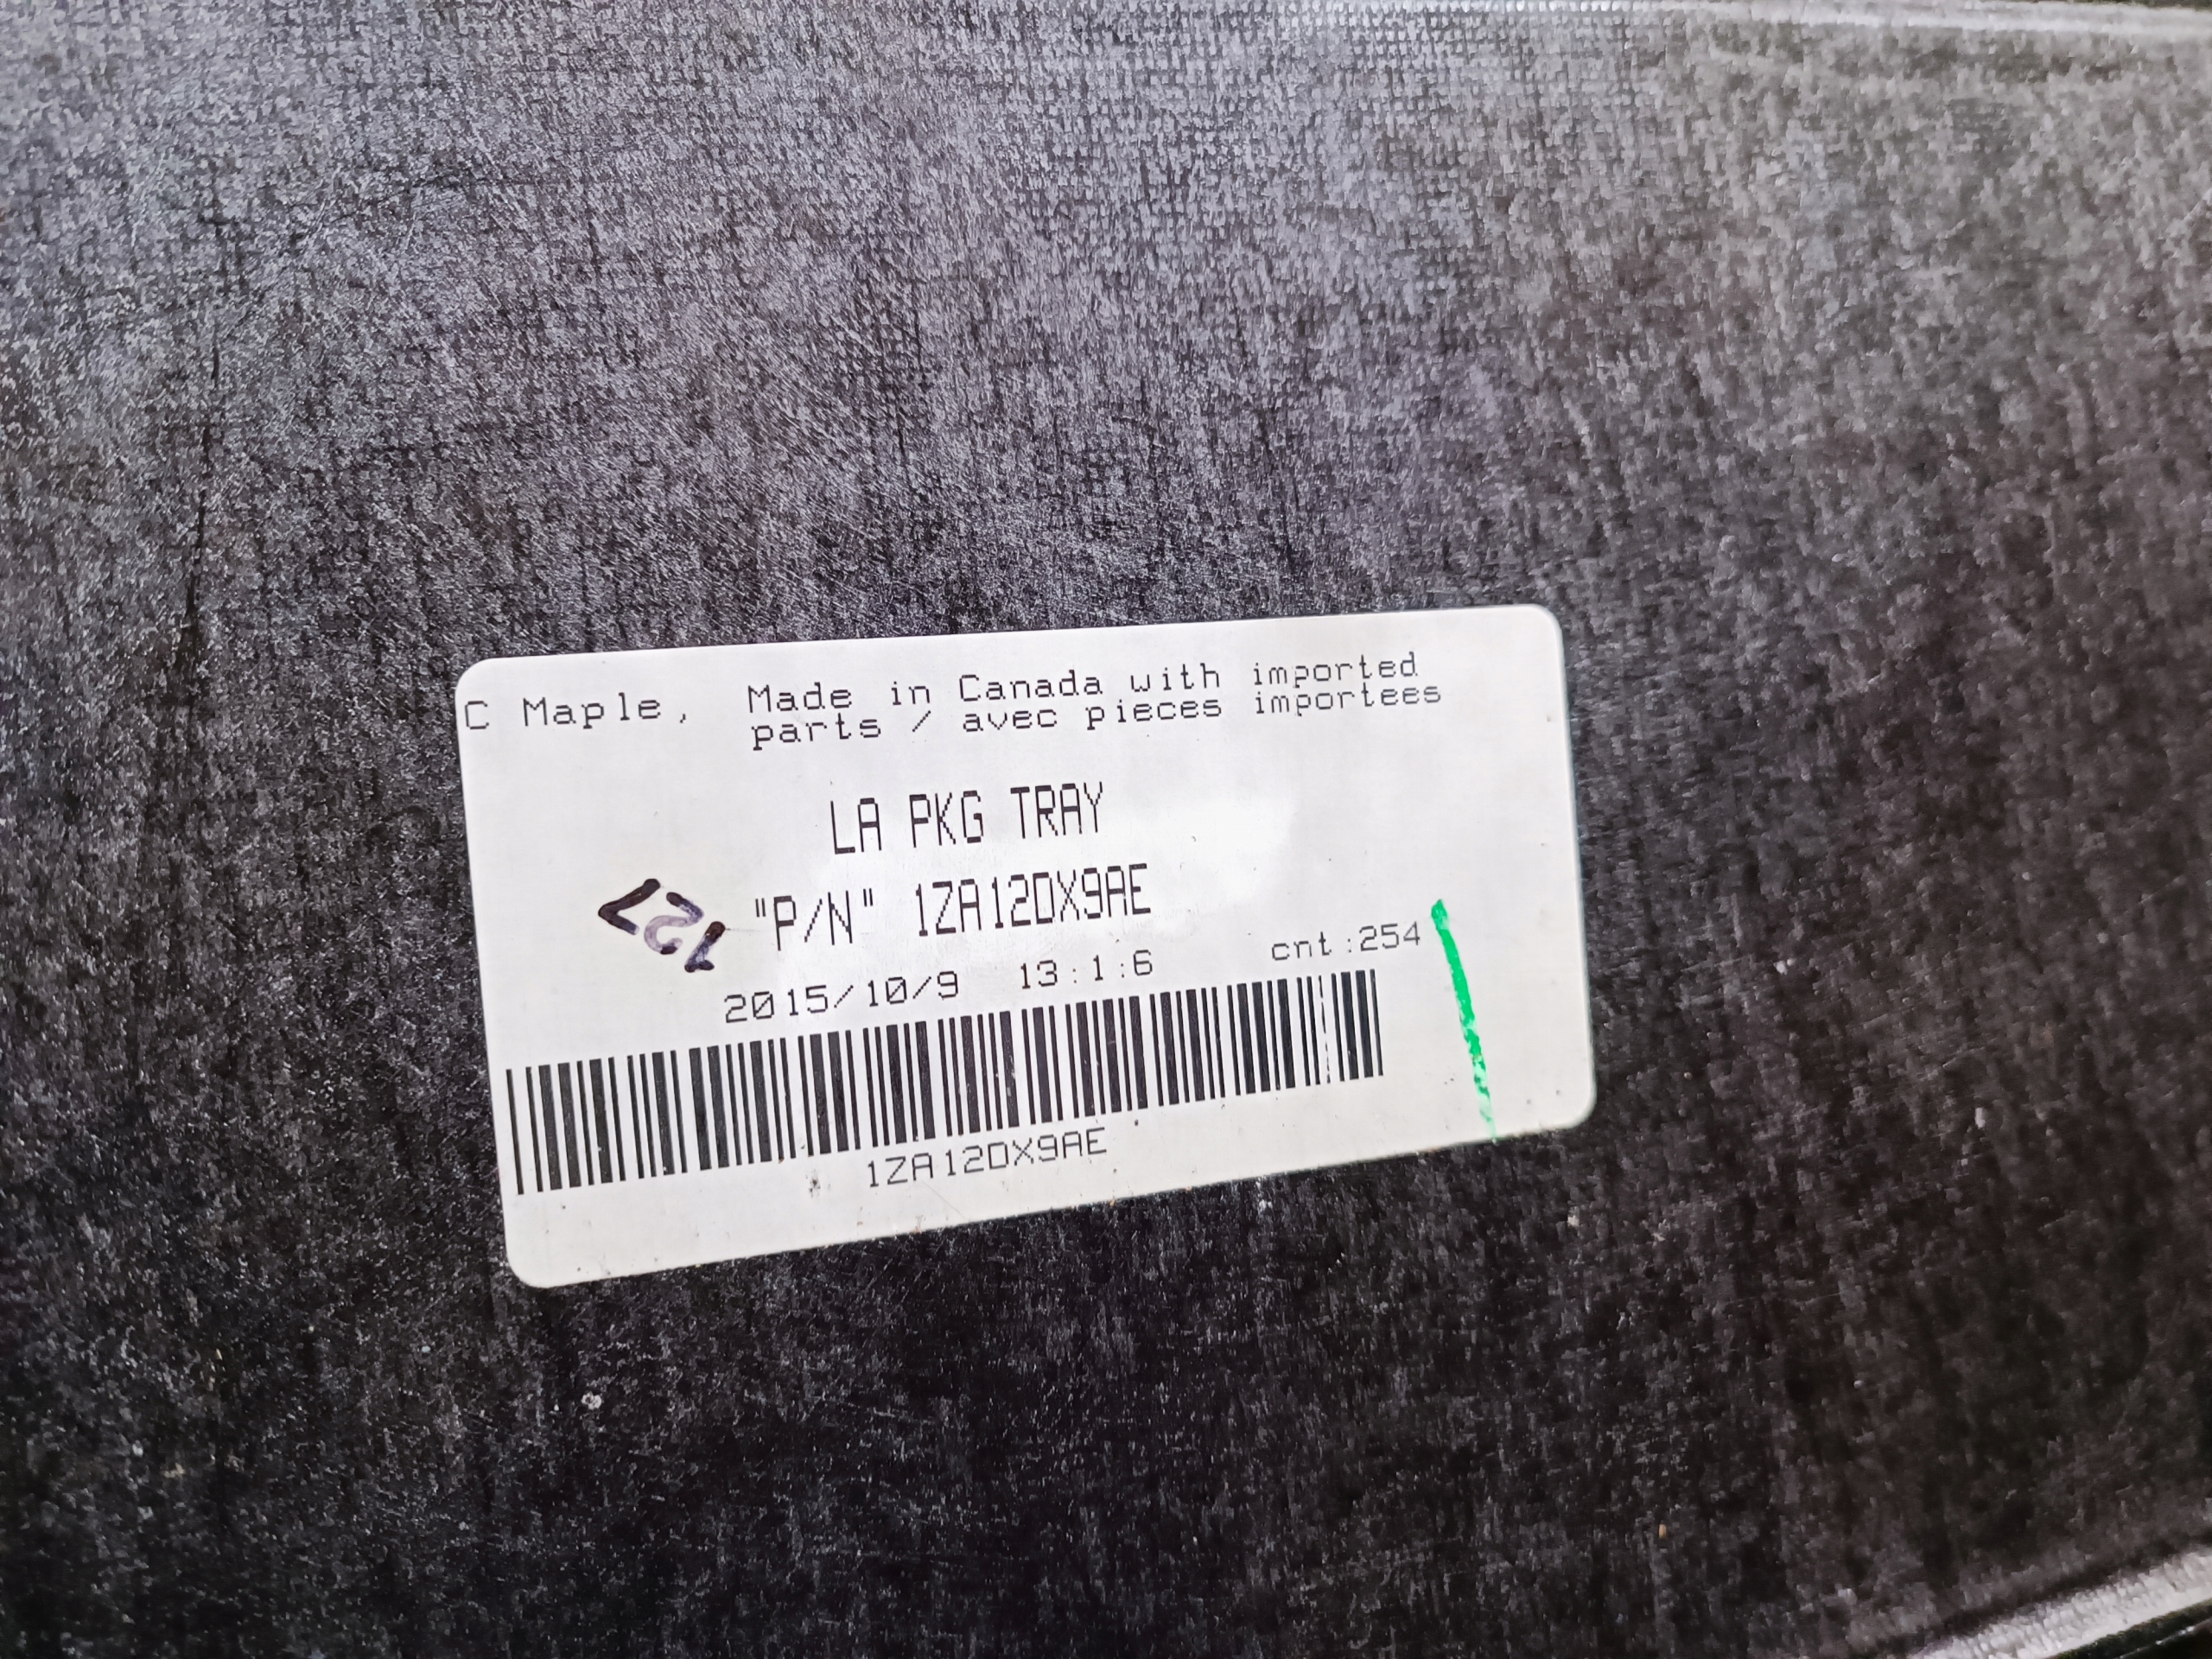 C Maple, Made in Canada with imported
parts / avec pieces importees
LA PKG TRAY
"P/N" 1ZA12DX9AE
127
2015/10/9 13:1:6 cnt:254
1ZA12DX9AE